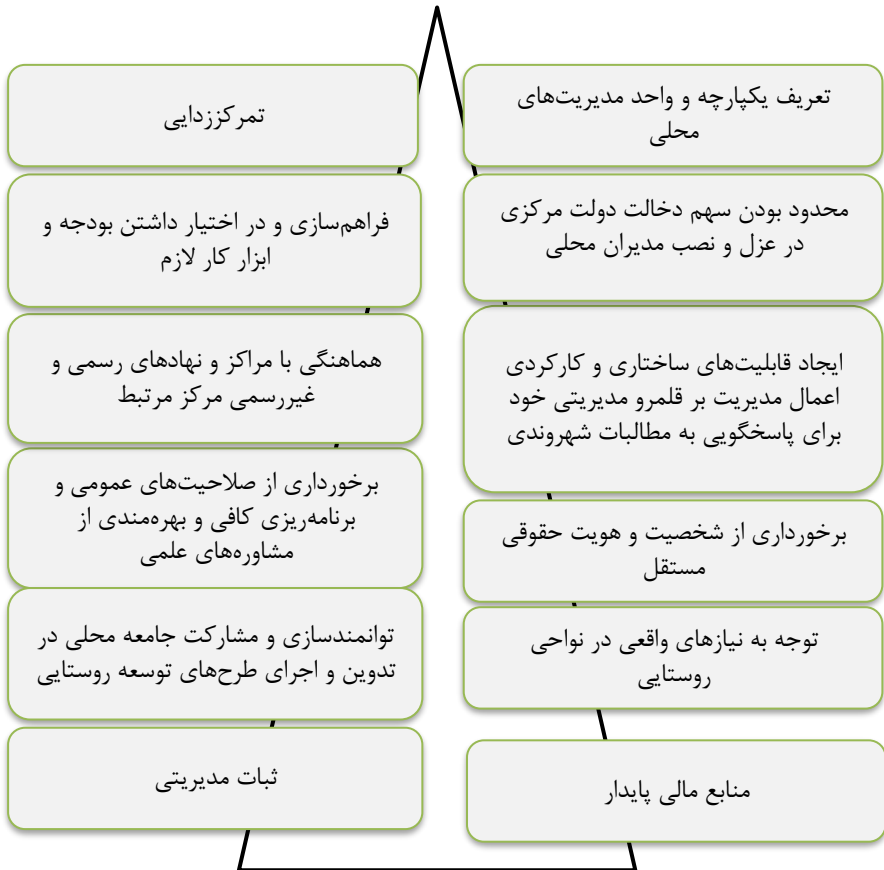 تعریف یکپارچه و واحد مدیریت‌های
محلی
تمرکززدایی
محدود بودن سهم دخالت دولت مرکزی
در عزل و نصب مدیران محلی
فراهم‌سازی و در اختیار داشتن بودجه و
ابزار کار لازم
ایجاد قابلیت‌های ساختاری و کارکردی
اعمال مدیریت بر قلمرو مدیریتی خود
برای پاسخگویی به مطالبات شهروندی
هماهنگی با مراکز و نهادهای رسمی و
غیررسمی مرکز مرتبط
برخورداری از شخصیت و هویت حقوقی
مستقل
برخورداری از صلاحیت‌های عمومی و
برنامه‌ریزی کافی و بهره‌مندی از
مشاوره‌های علمی
توجه به نیازهای واقعی در نواحی
روستایی
توانمندسازی و مشارکت جامعه محلی در
تدوین و اجرای طرح‌های توسعه روستایی
منابع مالی پایدار
ثبات مدیریتی